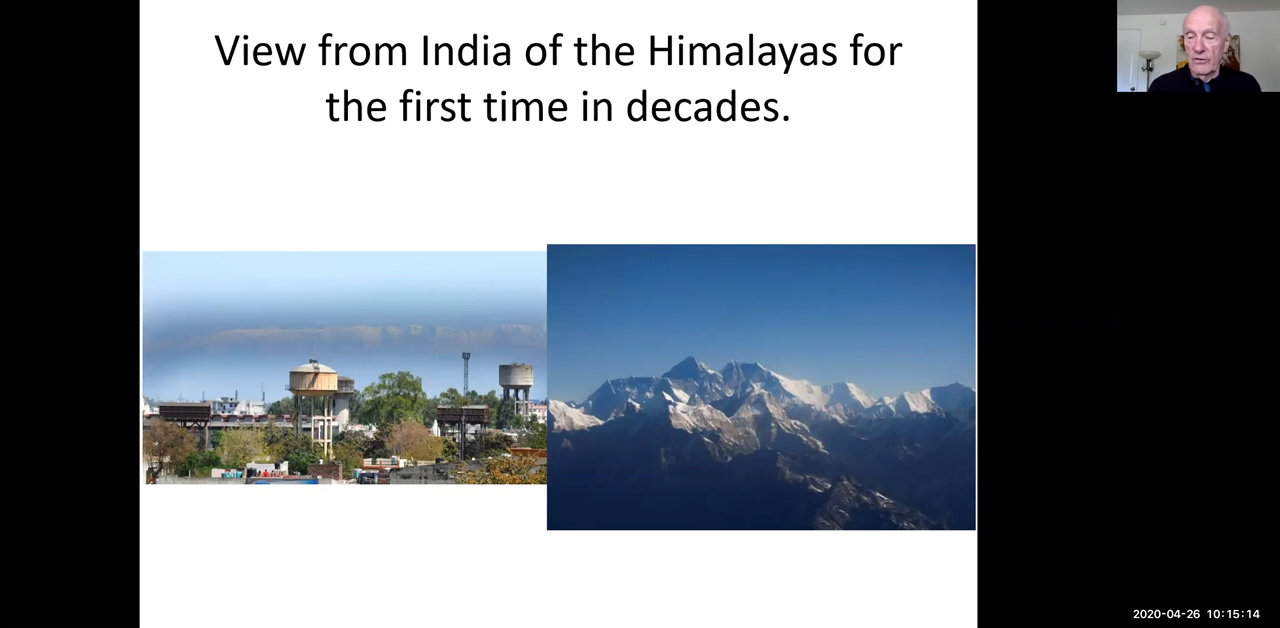 View from India of the Himalayas for
the first time in decades.
2020-04-26 10:15:14